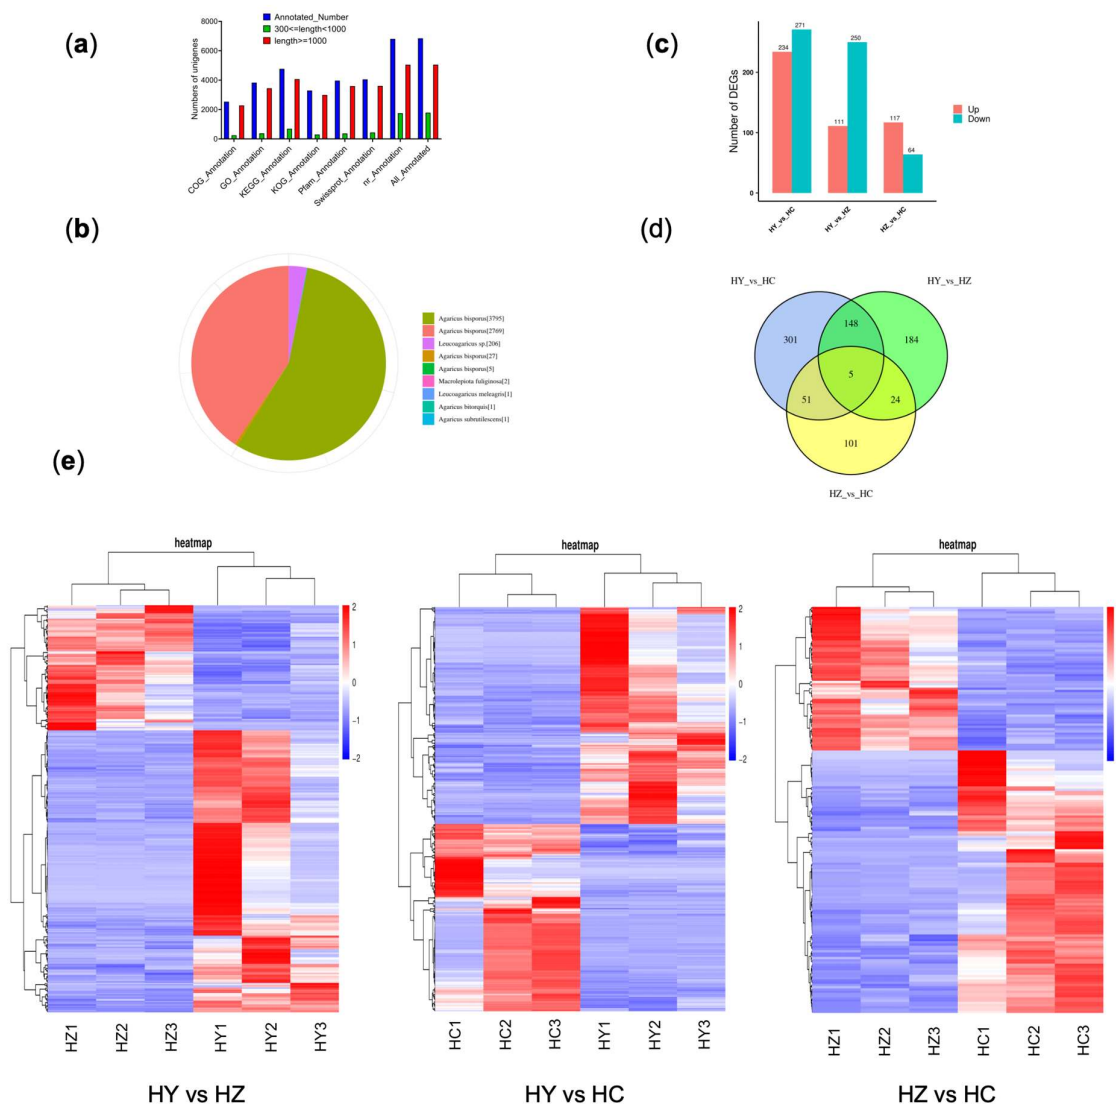 (a)
Annotated_Number
300<=length<1000
length>=1000
Numbers of unigenes
8000
6000
4000
2000
0
COG_Annotation
GO_Annotation
KEGG_Annotation
KOG_Annotation
Pfam_Annotation
Swissprot_Annotation
nr_Annotation
All_Annotated
(c)
Number of DEGs
200
100
0
234
271
111
250
117
64
Up
Down
HY_vs_HC
HY_vs_HZ
HZ_vs_HC
(b)
Agaricus bisporus[3795]
Agaricus bisporus[2769]
Leucoagaricus sp.[206]
Agaricus bisporus[27]
Agaricus bisporus[5]
Macrolepiota fuliginosa[2]
Leucoagaricus meleagris[1]
Agaricus bitorquis[1]
Agaricus subrutilescens[1]
(d)
HY_vs_HC
HY_vs_HZ
301
148
184
5
51
24
101
HZ_vs_HC
(e)
heatmap
2
1
0
-1
-2
HZ1
HZ2
HZ3
HY1
HY2
HY3
HY vs HZ
heatmap
2
1
0
-1
-2
HC1
HC2
HC3
HY1
HY2
HY3
HY vs HC
heatmap
HZ1
HZ2
HZ3
HC1
HC2
HC3
HZ vs HC